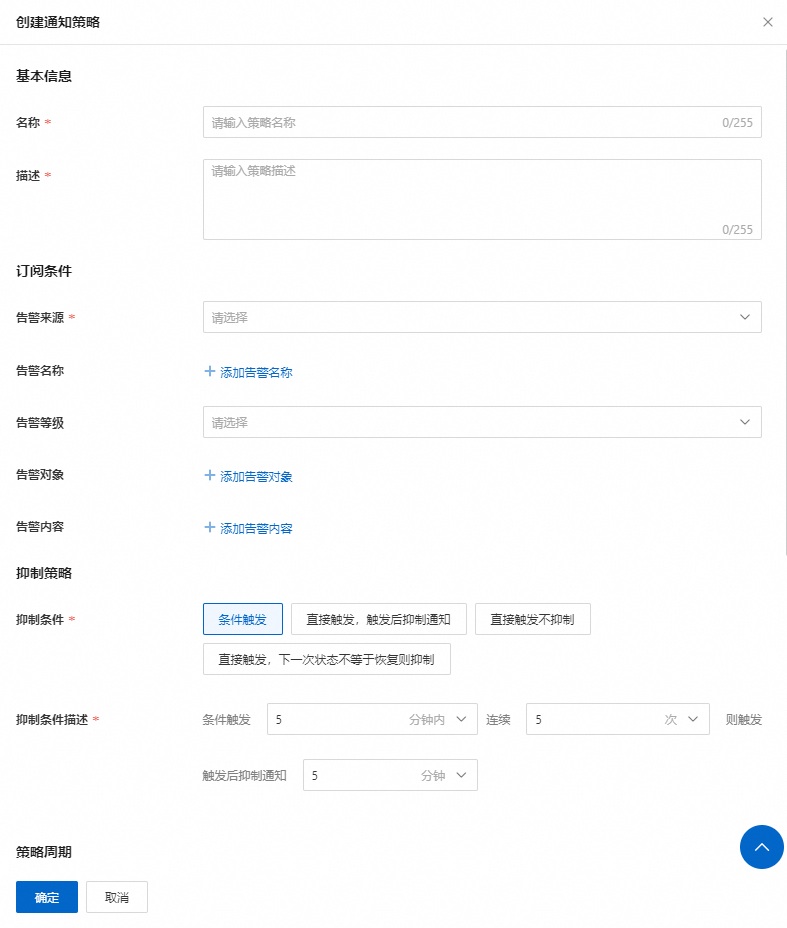 创建通知策略
基本信息
名称 *
请输入策略名称 0/255
描述 *
请输入策略描述
0/255
订阅条件
告警来源 * 请选择
告警名称 + 添加告警名称
告警等级 请选择
告警对象 + 添加告警对象
告警内容 + 添加告警内容
抑制策略
抑制条件 * 条件触发 直接触发，触发后抑制通知 直接触发不抑制
直接触发，下一次状态不等于恢复则抑制
抑制条件描述 * 条件触发 5 分钟内 连续 5 次 则触发
触发后抑制通知 5 分钟
策略周期
确定 取消